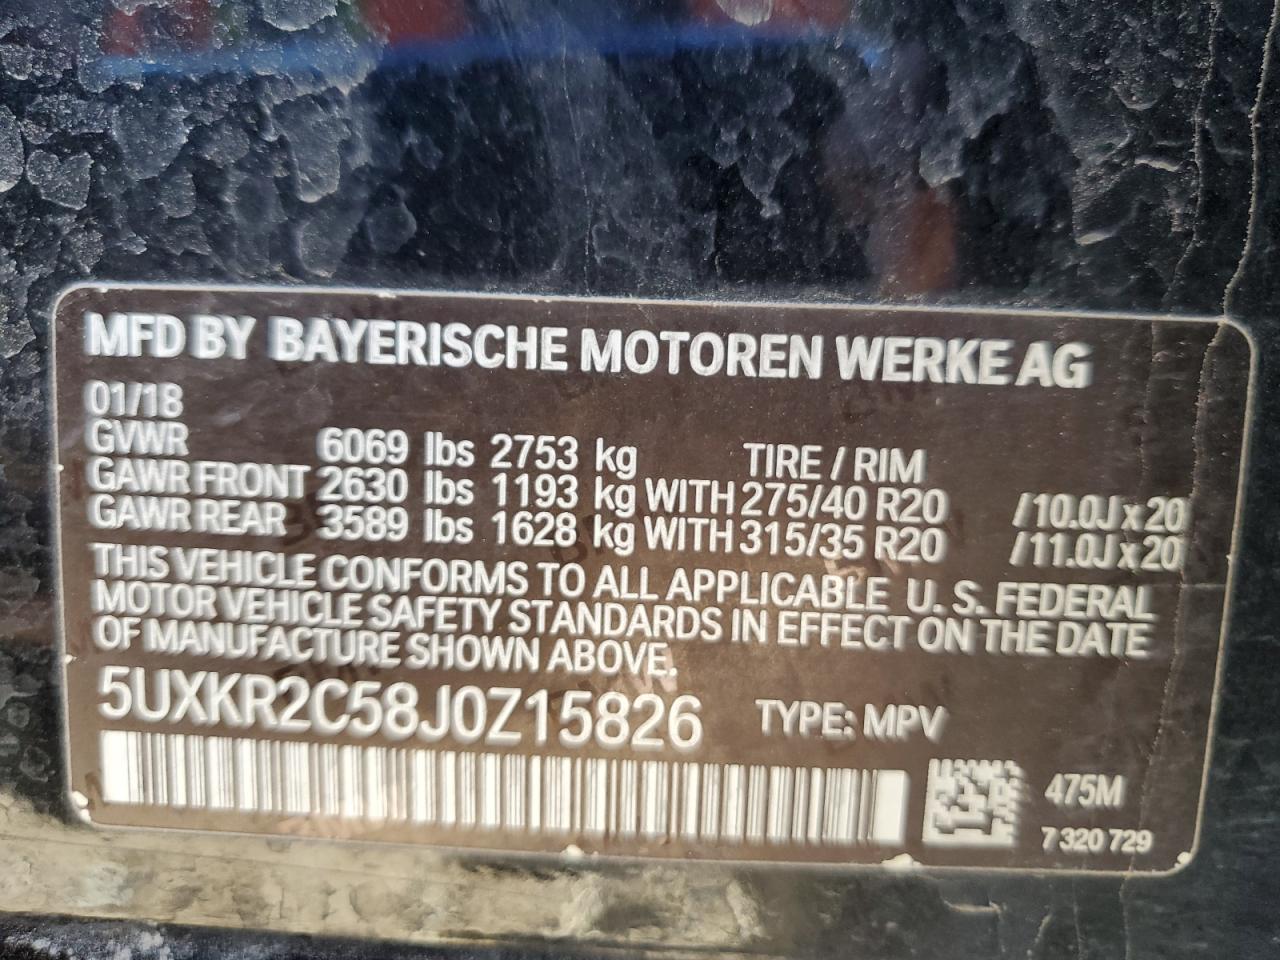 MFD BY BAYERISCHE MOTOREN WERKE AG
01/18
GVWR 6069 lbs 2753 kg TIRE / RIM
GAWR FRONT 2630 lbs 1193 kg WITH 275/40 R20 /10.0J x 20
GAWR REAR 3589 lbs 1628 kg WITH 315/35 R20 /11.0J x 20
THIS VEHICLE CONFORMS TO ALL APPLICABLE U. S. FEDERAL
MOTOR VEHICLE SAFETY STANDARDS IN EFFECT ON THE DATE
OF MANUFACTURE SHOWN ABOVE.
5UXKR2C58J0Z15826 TYPE: MPV
475M
7 320 729